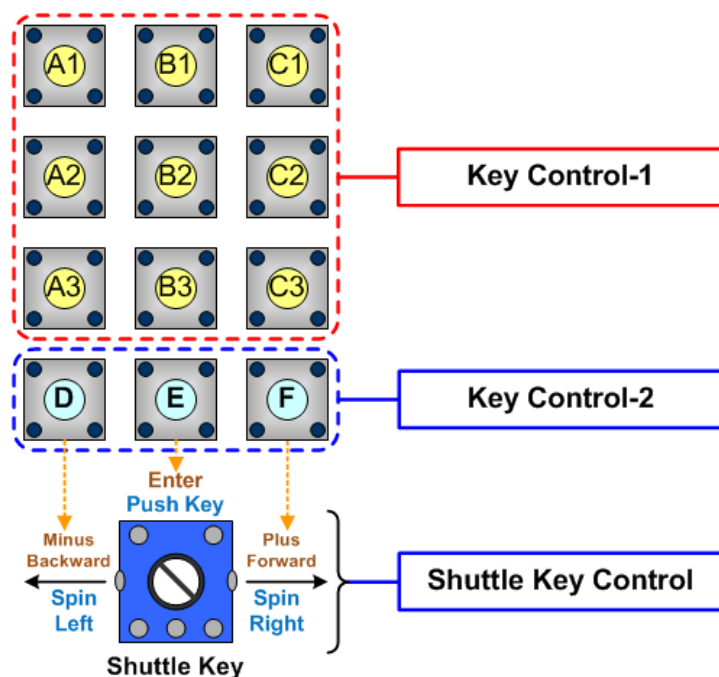 A1 B1 C1
A2 B2 C2
Key Control-1
A3 B3 C3
D E F
Key Control-2
Enter
Push Key
Minus
Backward
Plus
Forward
Spin
Left
Spin
Right
Shuttle Key Control
Shuttle Key